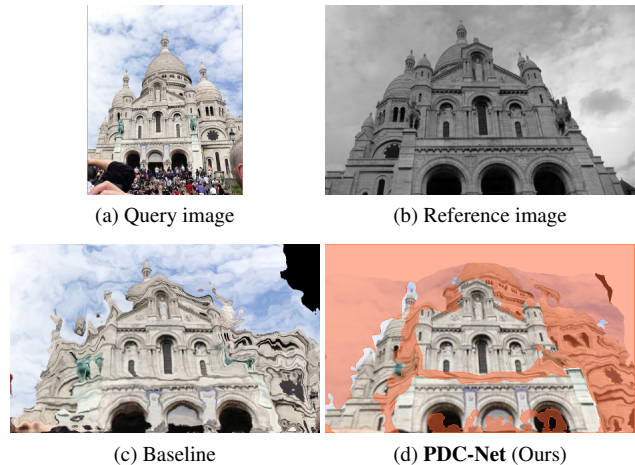 (a) Query image
(b) Reference image
(c) Baseline
(d) PDC-Net (Ours)